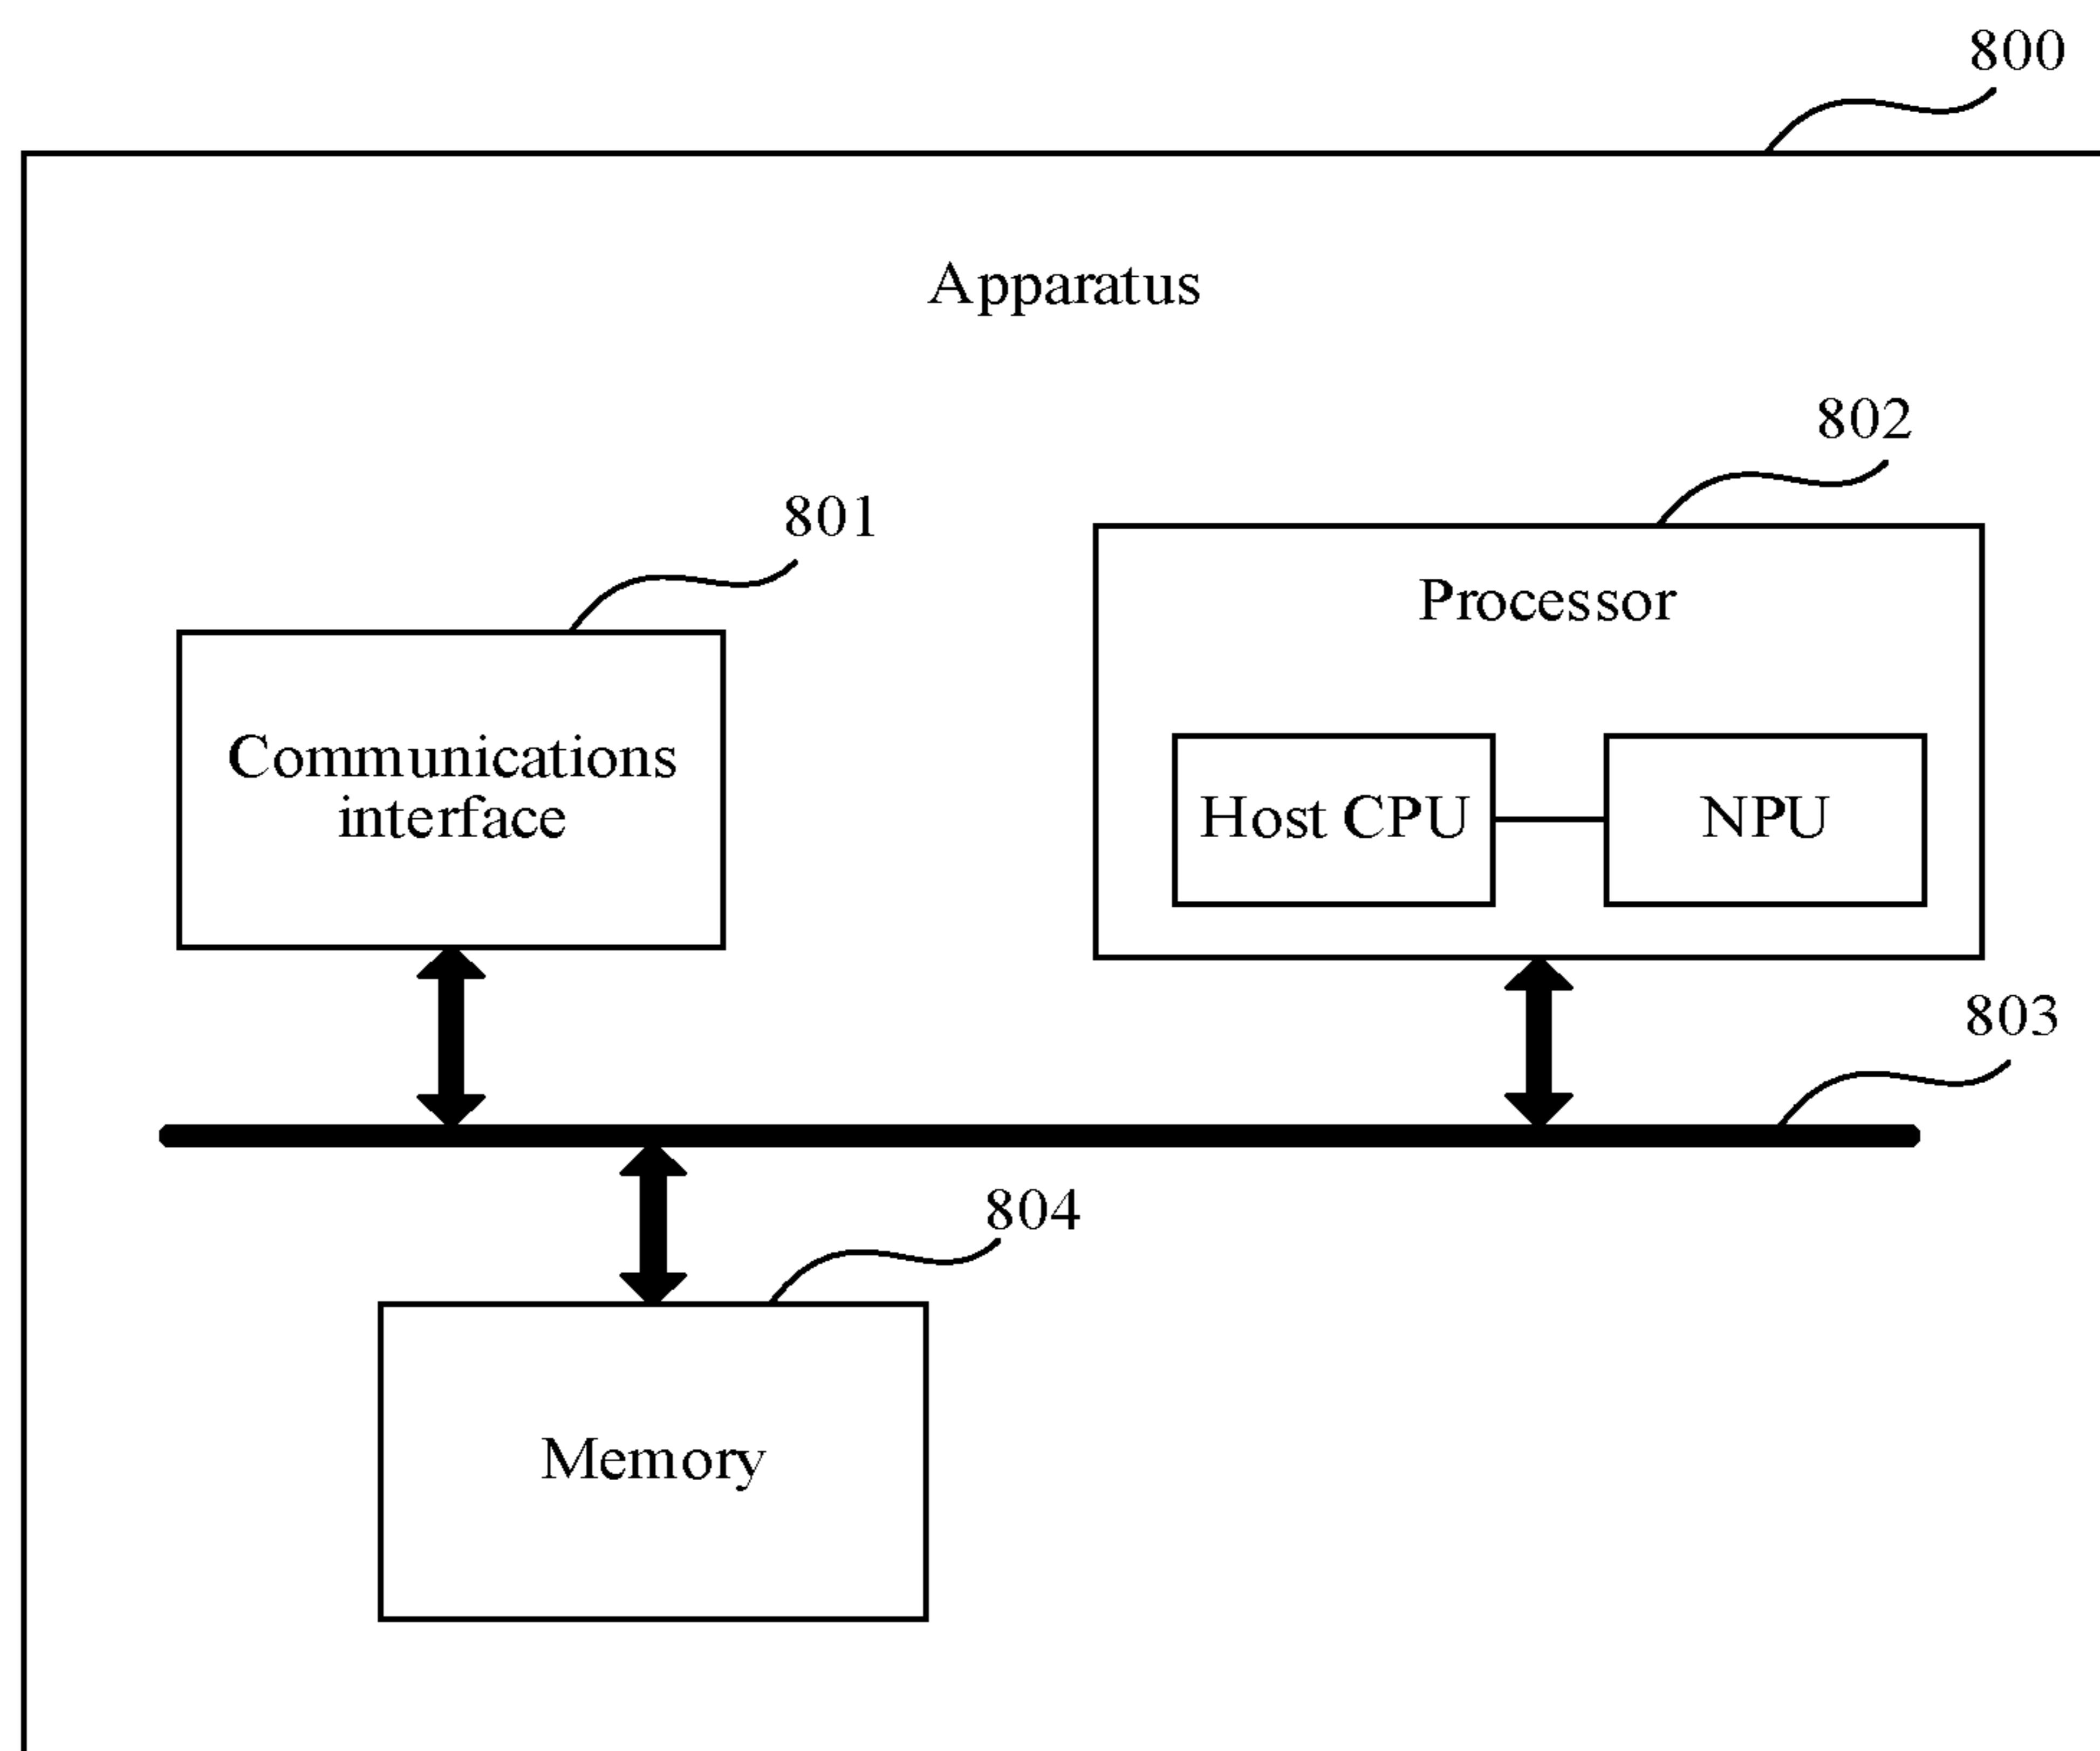 800
Apparatus
802
801
Processor
Communications
interface
Host CPU
NPU
803
804
Memory